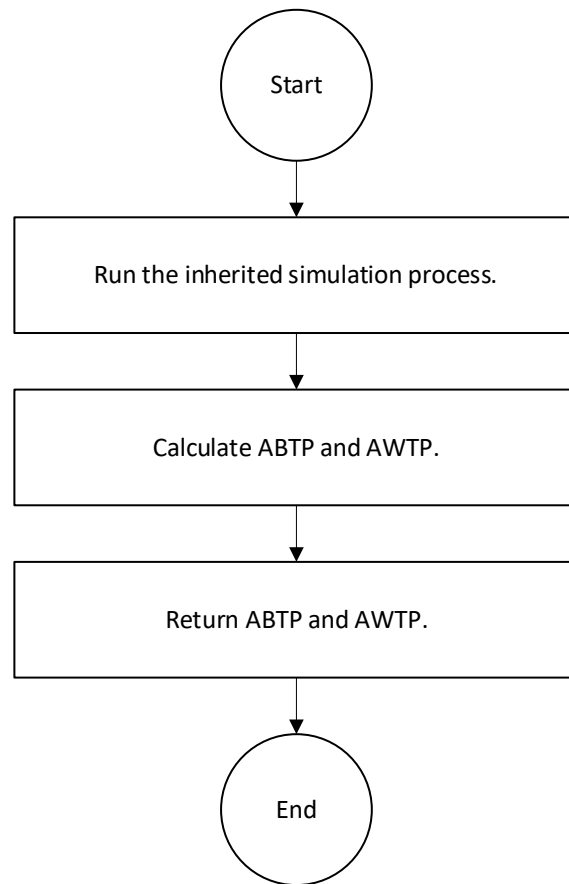 Start
Run the inherited simulation process.
Calculate ABTP and AWTP.
Return ABTP and AWTP.
End